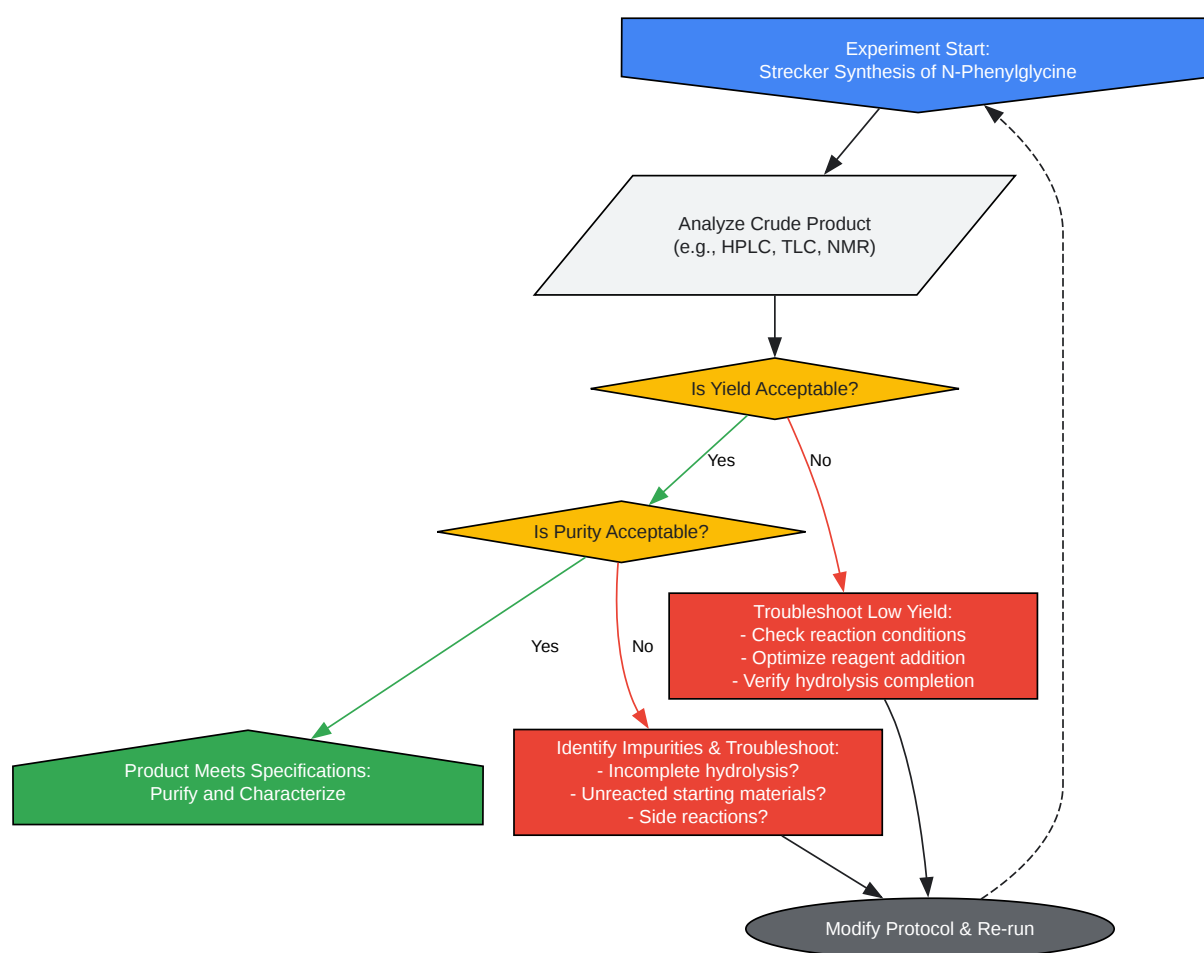 Experiment Start:
Strecker Synthesis of N-Phenylglycine
Analyze Crude Product
(e.g., HPLC, TLC, NMR)
Is Yield Acceptable?
Yes
No
Is Purity Acceptable?
Troubleshoot Low Yield:
- Check reaction conditions
- Optimize reagent addition
- Verify hydrolysis completion
Yes
No
Product Meets Specifications:
Purify and Characterize
Identify Impurities & Troubleshoot:
- Incomplete hydrolysis?
- Unreacted starting materials?
- Side reactions?
Modify Protocol & Re-run